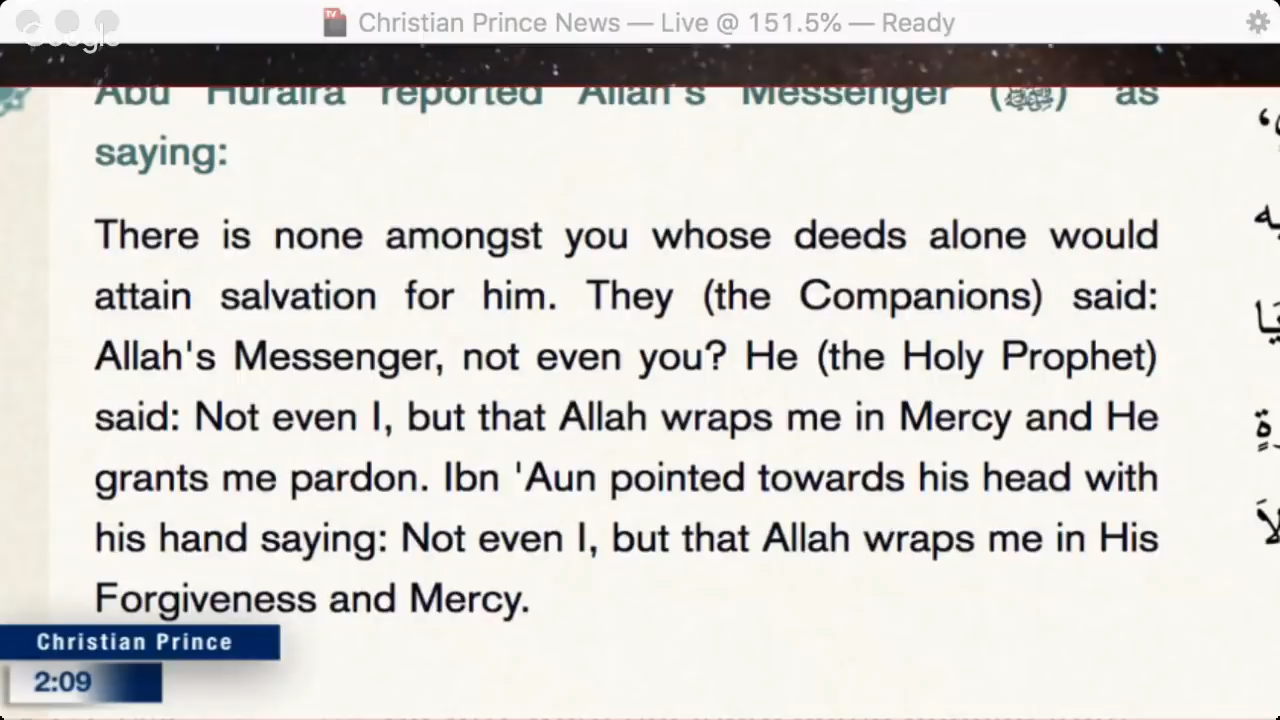 Christian Prince News — Live @ 151.5% — Ready
Google
Abu Huraira reported Allah's Messenger (ﷺ) as
saying:
There is none amongst you whose deeds alone would
attain salvation for him. They (the Companions) said:
Allah's Messenger, not even you? He (the Holy Prophet)
said: Not even I, but that Allah wraps me in Mercy and He
grants me pardon. Ibn 'Aun pointed towards his head with
his hand saying: Not even I, but that Allah wraps me in His
Forgiveness and Mercy.
Christian Prince
2:09